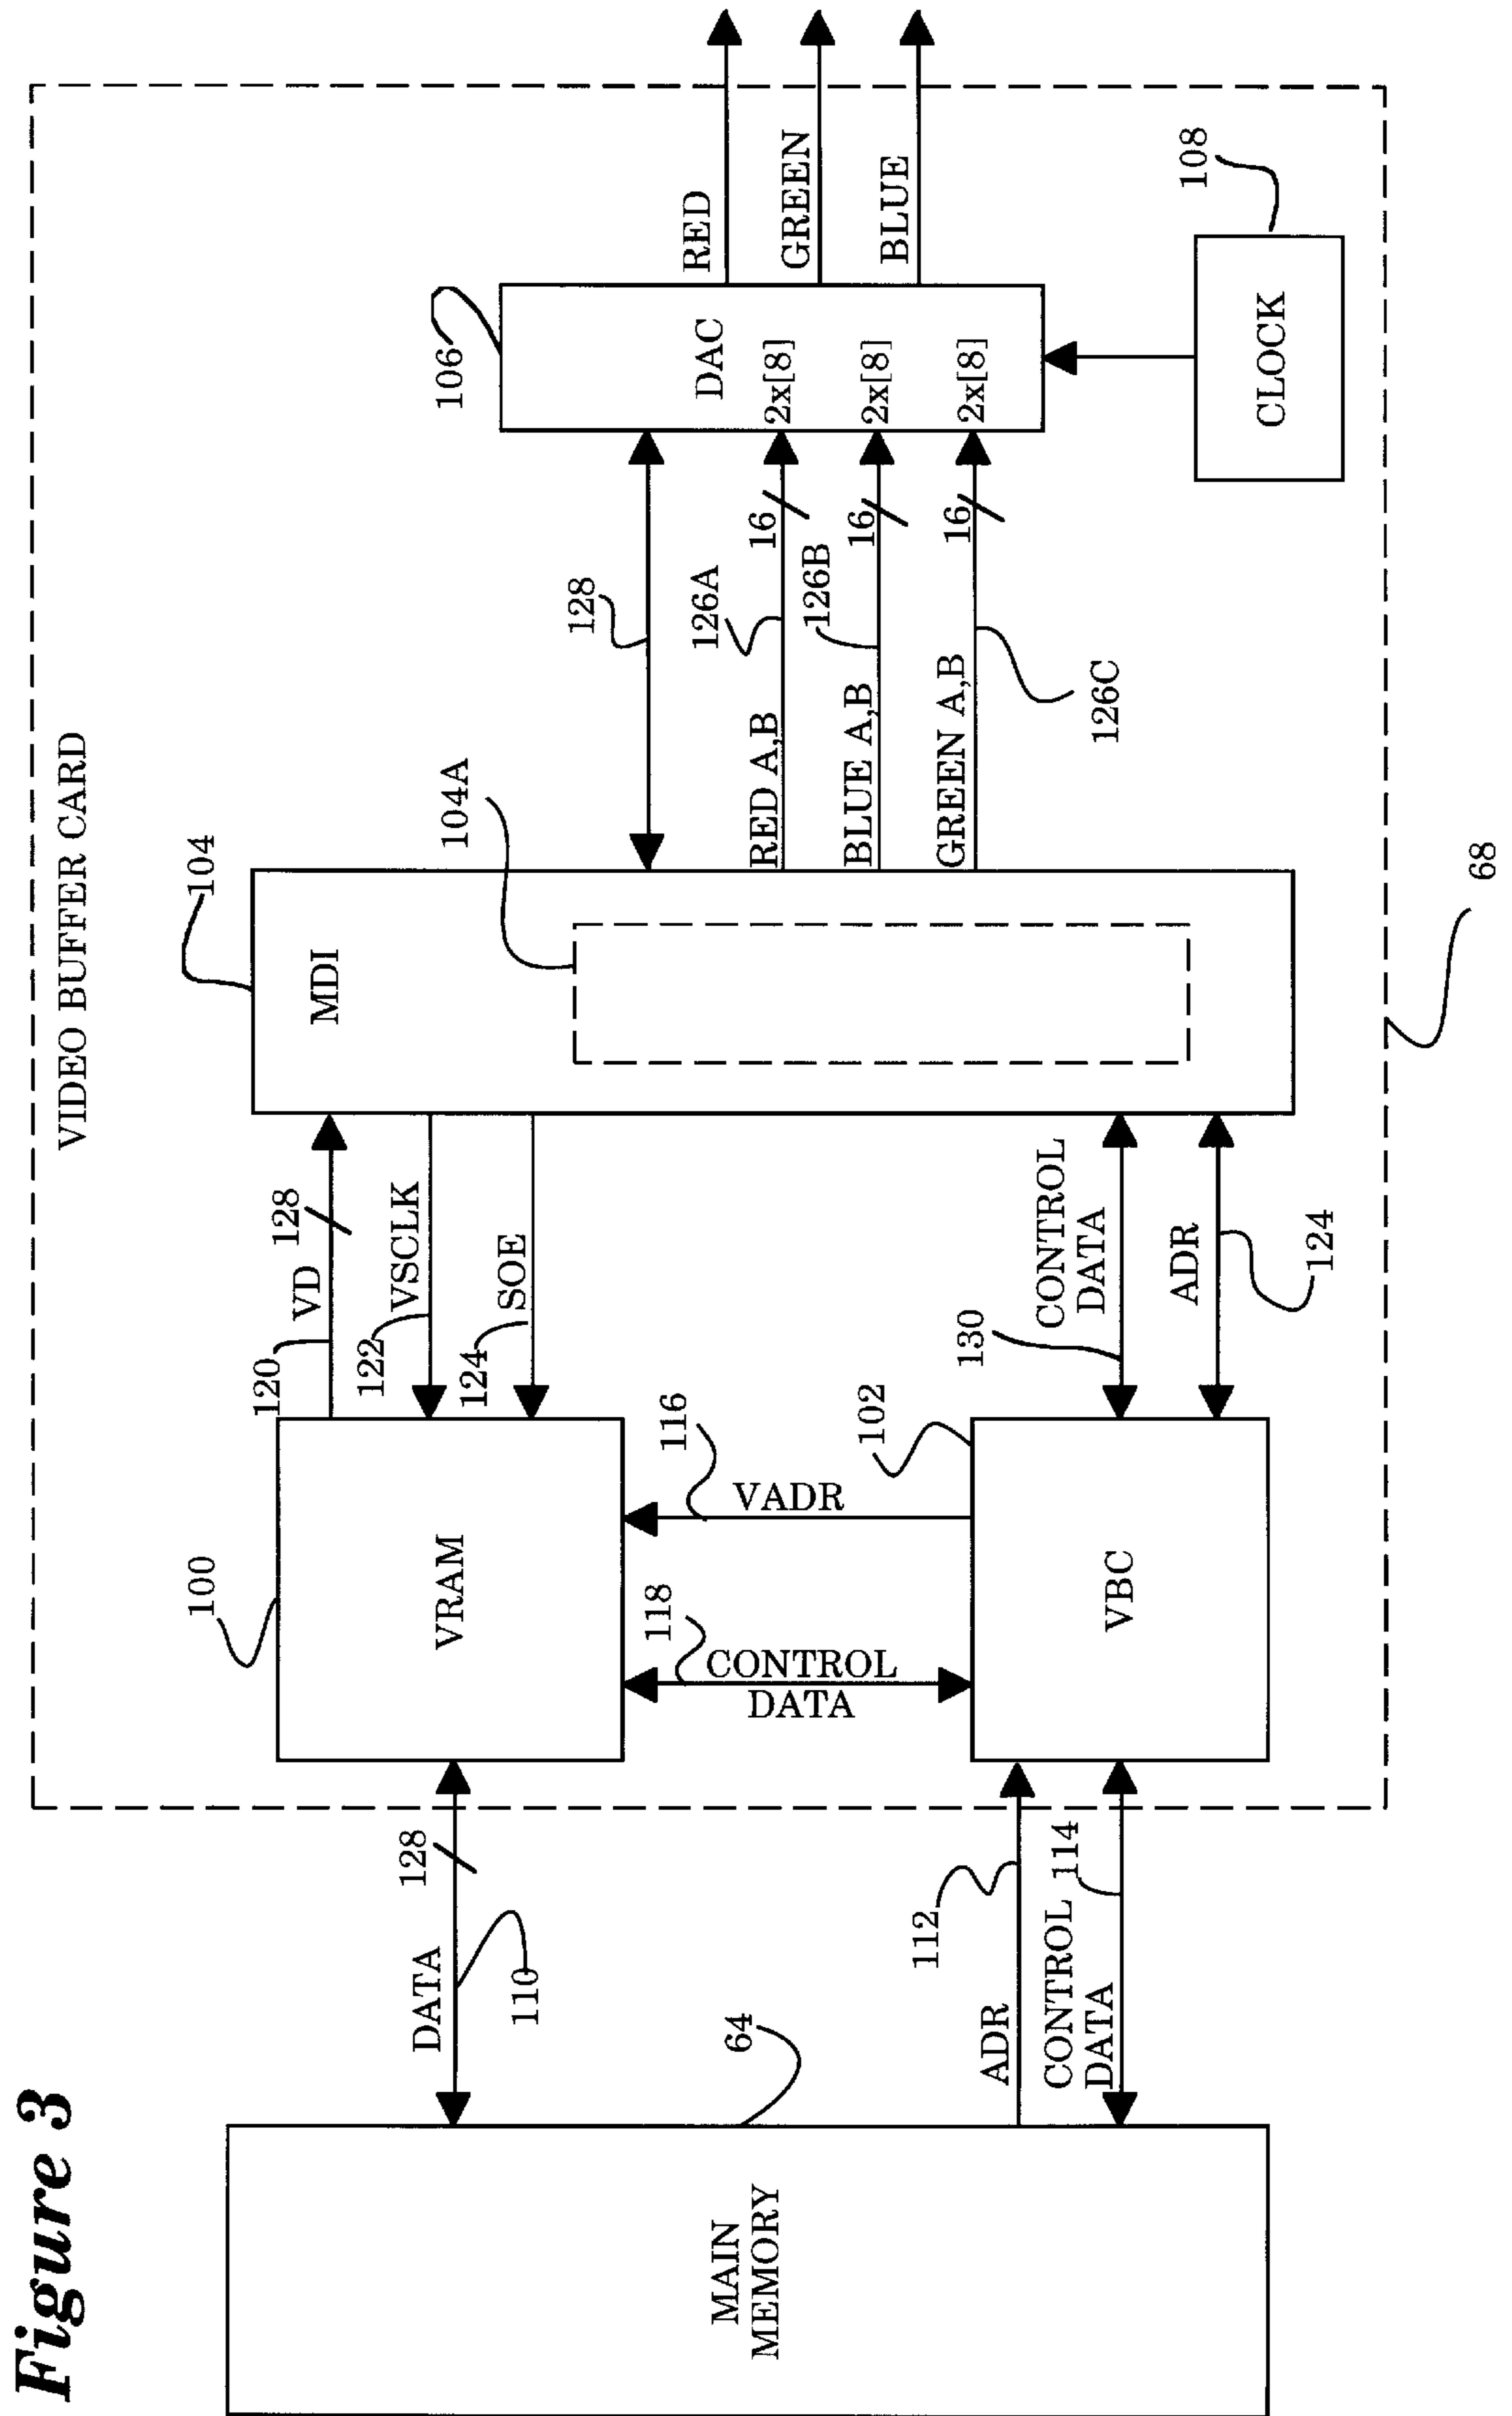 Figure 3
VIDEO BUFFER CARD
MAIN
MEMORY
64
DATA
110
128
ADR
112
CONTROL
DATA
114
100
VRAM
118
CONTROL
DATA
116
VADR
102
VBC
120
VD
128
122
VSCLK
124
SOE
130
CONTROL
DATA
ADR
124
104
MDI
104A
128
RED A,B
126A
16
BLUE A,B
126B
16
GREEN A,B
126C
16
106
DAC
2x[8]
2x[8]
2x[8]
RED
GREEN
BLUE
108
CLOCK
68